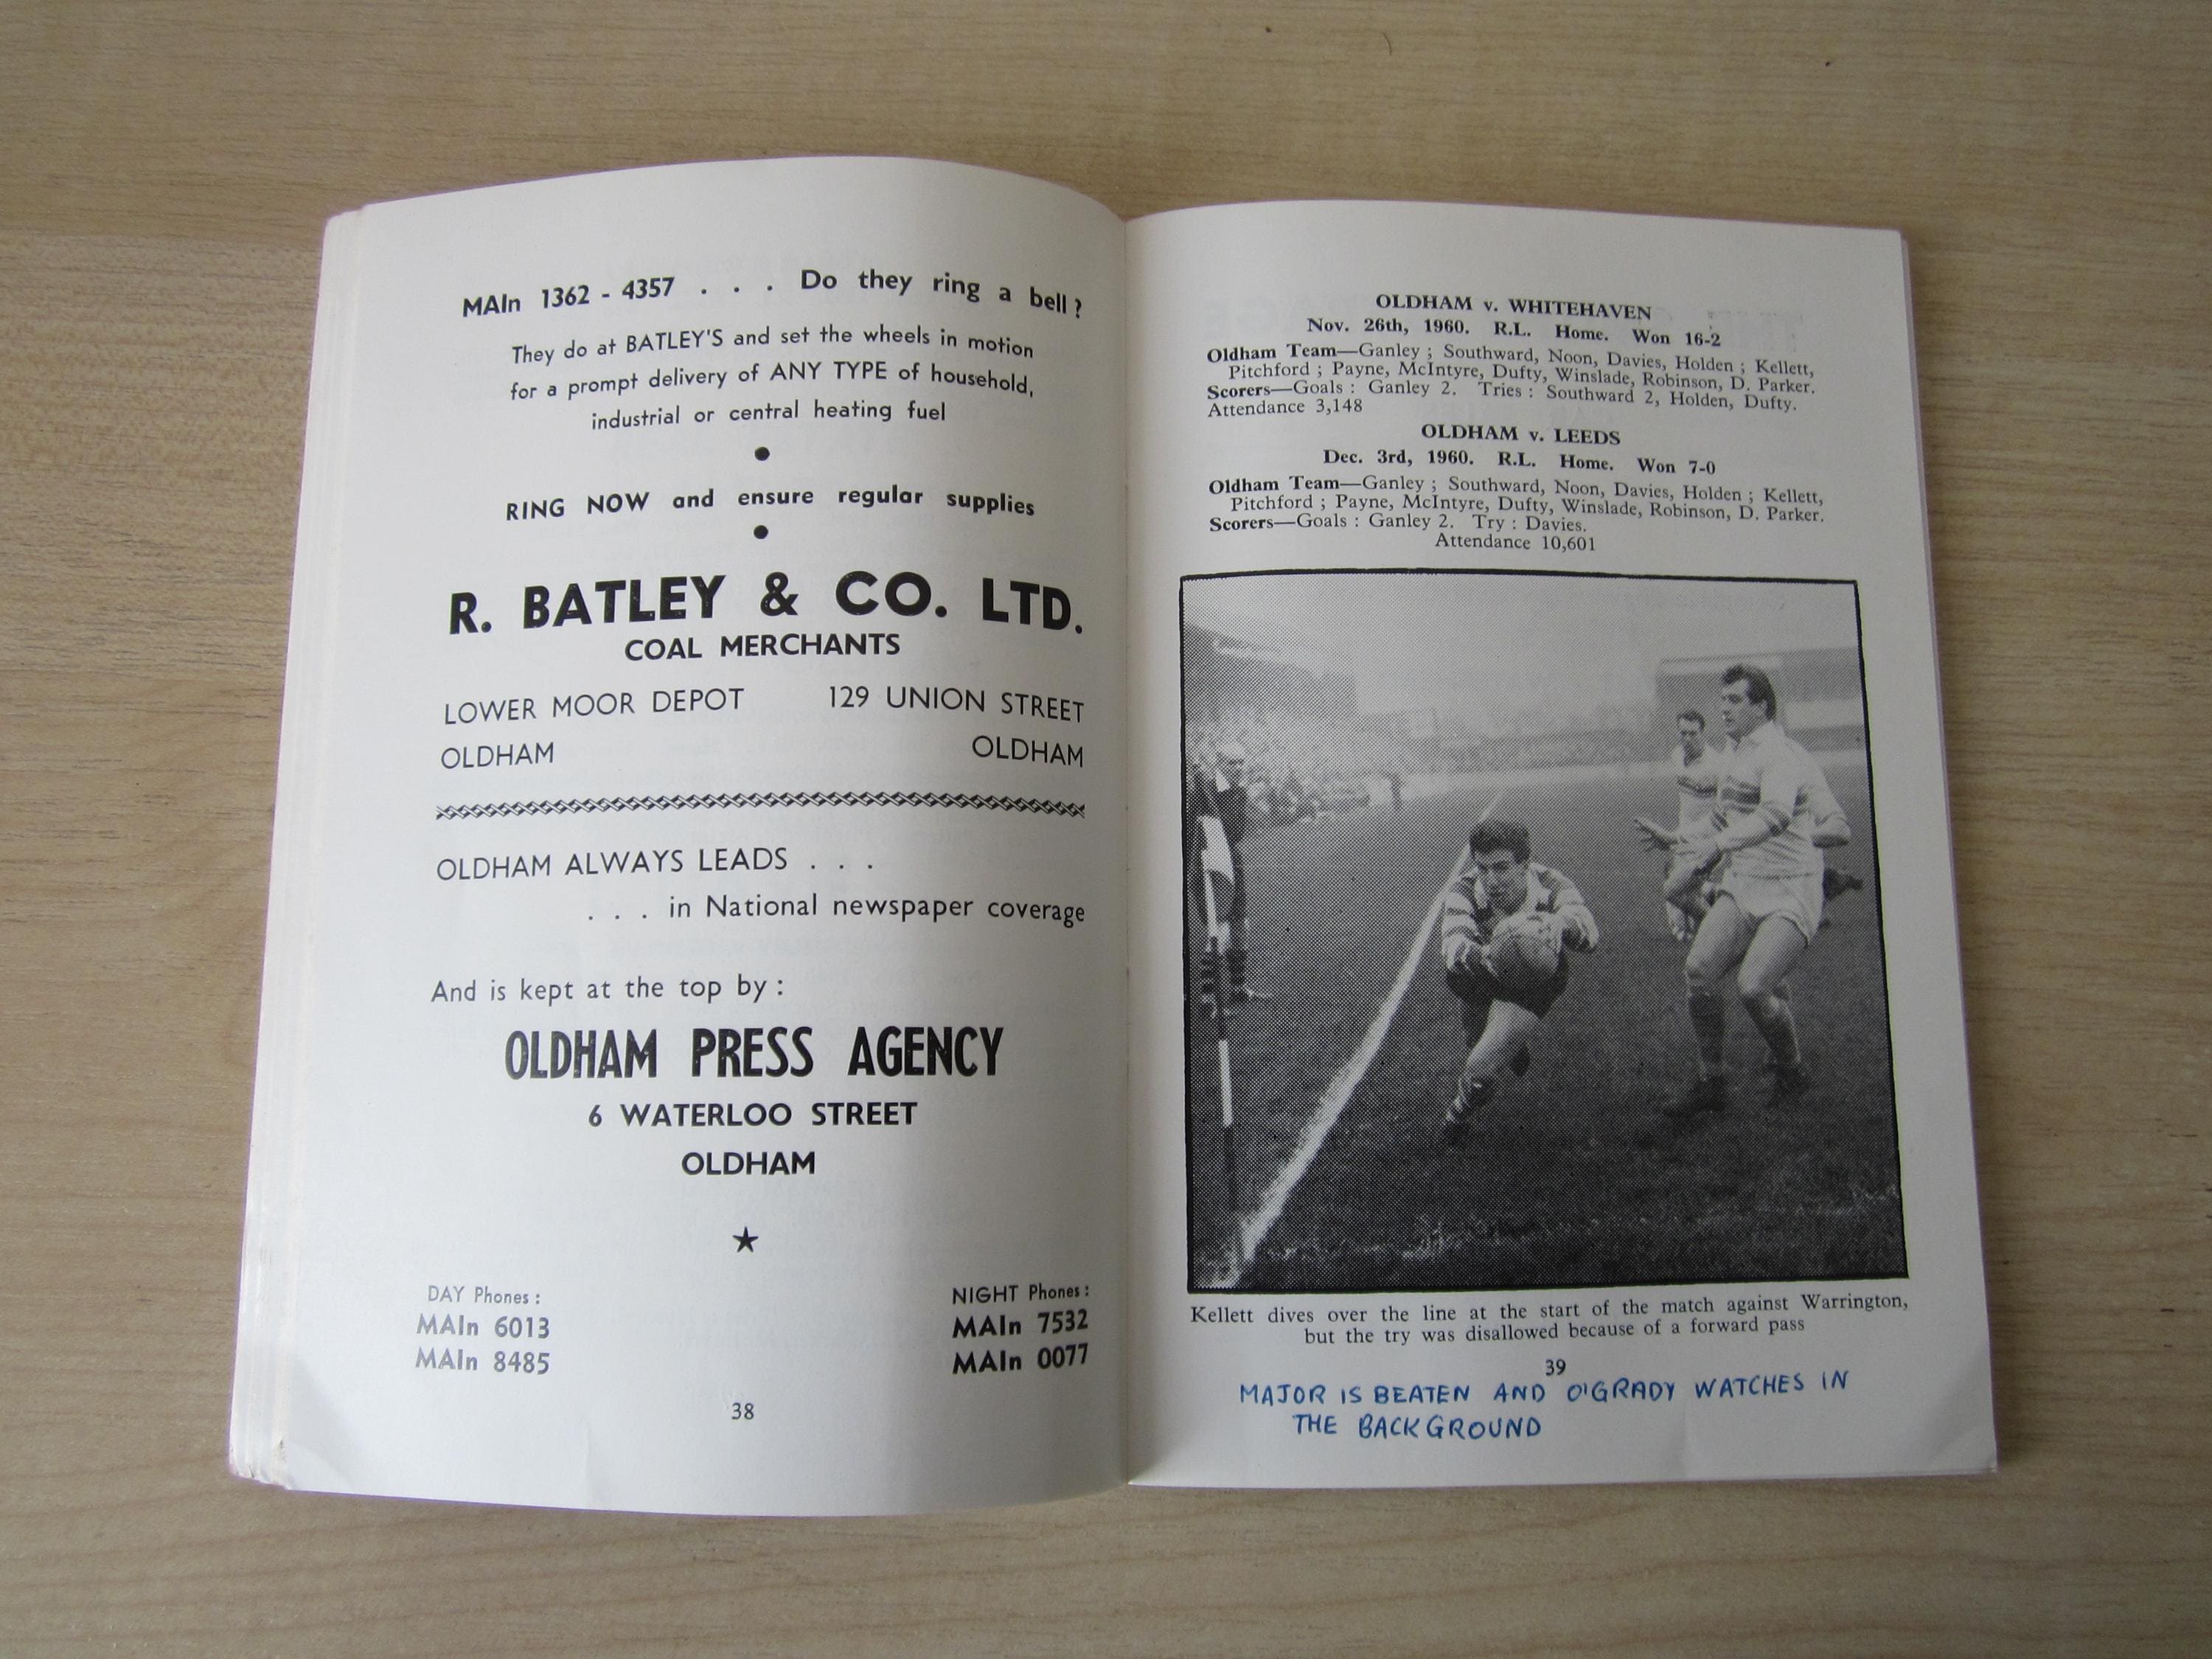 MAIn 1362 - 4357 . . . Do they ring a bell ?
They do at BATLEY'S and set the wheels in motion
for a prompt delivery of ANY TYPE of household,
industrial or central heating fuel
RING NOW and ensure regular supplies
R. BATLEY & CO. LTD.
COAL MERCHANTS
LOWER MOOR DEPOT 129 UNION STREET
OLDHAM OLDHAM
OLDHAM ALWAYS LEADS . . .
. . . in National newspaper coverage
And is kept at the top by :
OLDHAM PRESS AGENCY
6 WATERLOO STREET
OLDHAM
DAY Phones : NIGHT Phones :
MAIn 6013 MAIn 7532
MAIn 8485 MAIn 0077
38
OLDHAM v. WHITEHAVEN
Nov. 26th, 1960. R.L. Home. Won 16-2
Oldham Team—Ganley ; Southward, Noon, Davies, Holden ; Kellett,
Pitchford ; Payne, McIntyre, Dufty, Winslade, Robinson, D. Parker.
Scorers—Goals : Ganley 2. Tries : Southward 2, Holden, Dufty.
Attendance 3,148
OLDHAM v. LEEDS
Dec. 3rd, 1960. R.L. Home. Won 7-0
Oldham Team—Ganley ; Southward, Noon, Davies, Holden ; Kellett,
Pitchford ; Payne, McIntyre, Dufty, Winslade, Robinson, D. Parker.
Scorers—Goals : Ganley 2. Try : Davies.
Attendance 10,601
Kellett dives over the line at the start of the match against Warrington,
but the try was disallowed because of a forward pass
39
MAJOR IS BEATEN AND O'GRADY WATCHES IN
THE BACKGROUND